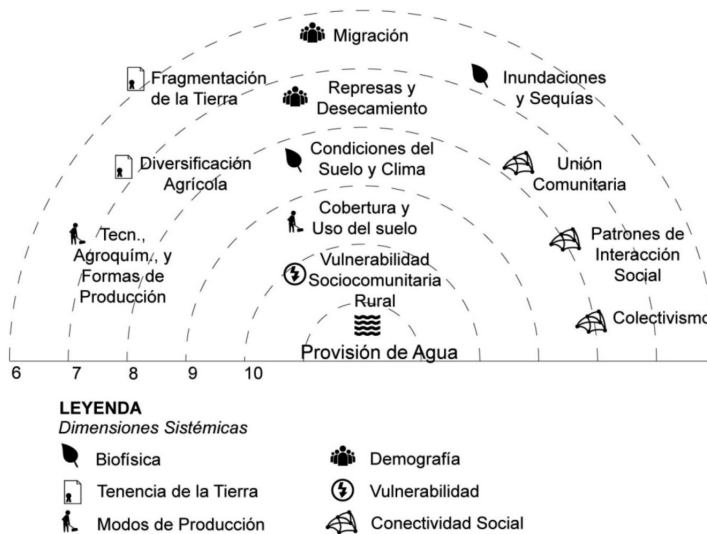 Migración
Fragmentación
de la Tierra
Inundaciones
y Sequías
Represas y
Desecamiento
Diversificación
Agrícola
Condiciones del
Suelo y Clima
Unión
Comunitaria
Cobertura y
Uso del suelo
Tecn.,
Agroquím., y
Formas de
Producción
Patrones de
Interacción
Social
Vulnerabilidad
Sociocomunitaria
Rural
Colectivismo
Provisión de Agua
6 7 8 9 10
LEYENDA
Dimensiones Sistémicas
Biofísica
Tenencia de la Tierra
Modos de Producción
Demografía
Vulnerabilidad
Conectividad Social